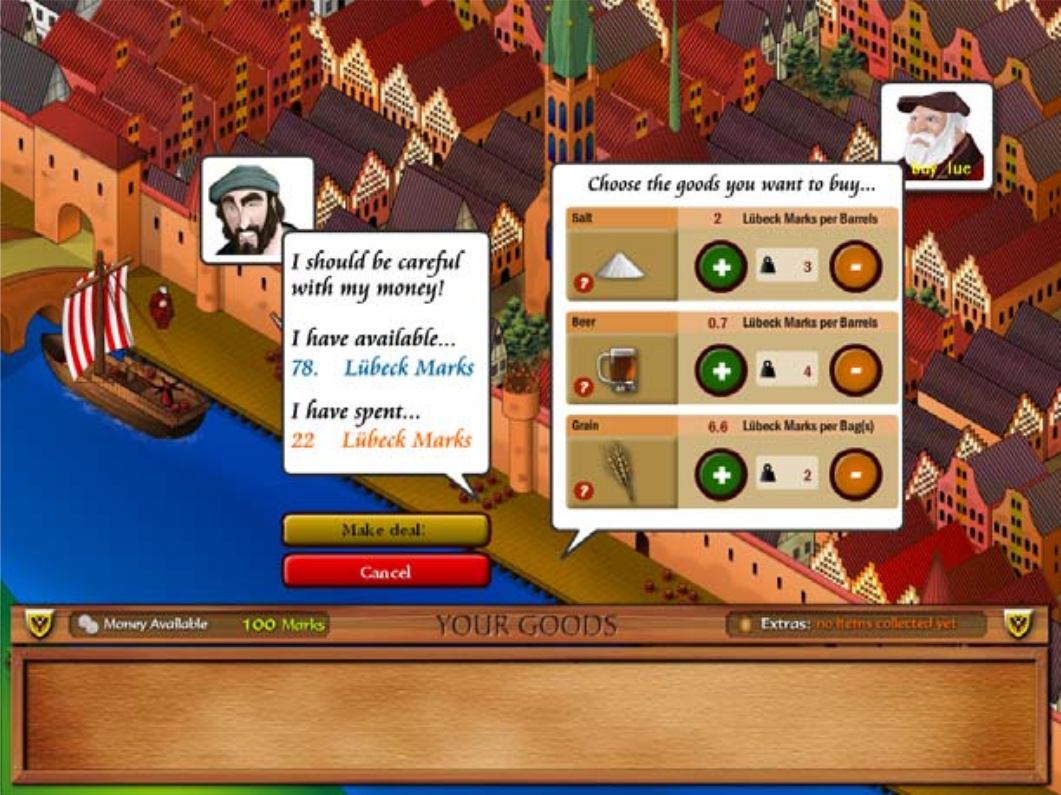 buy_lue
Choose the goods you want to buy...
Salt 2 Lübeck Marks per Barrels
+ 3 -
?
Beer 0.7 Lübeck Marks per Barrels
+ 4 -
?
Grain 6.6 Lübeck Marks per Bag(s)
+ 2 -
?
I should be careful
with my money!
I have available...
78. Lübeck Marks
I have spent...
22 Lübeck Marks
Make deal!
Cancel
Money Available 100 Marks
YOUR GOODS
Extras: no items collected yet